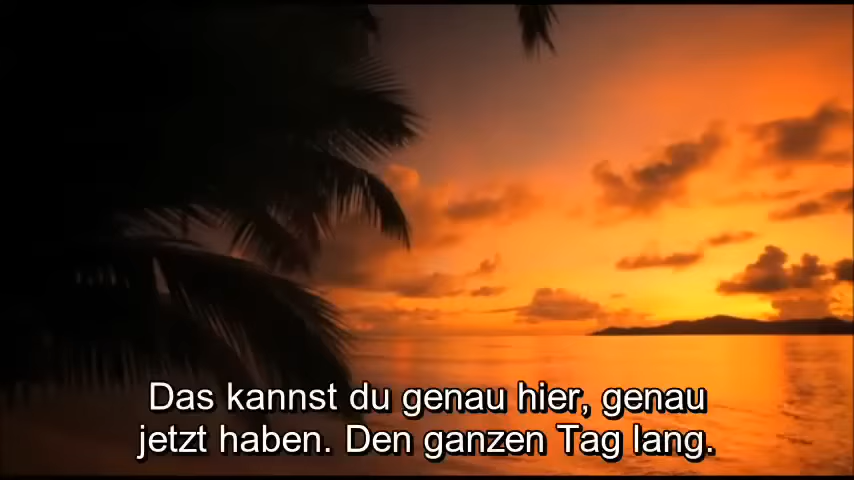 Das kannst du genau hier, genau
jetzt haben. Den ganzen Tag lang.